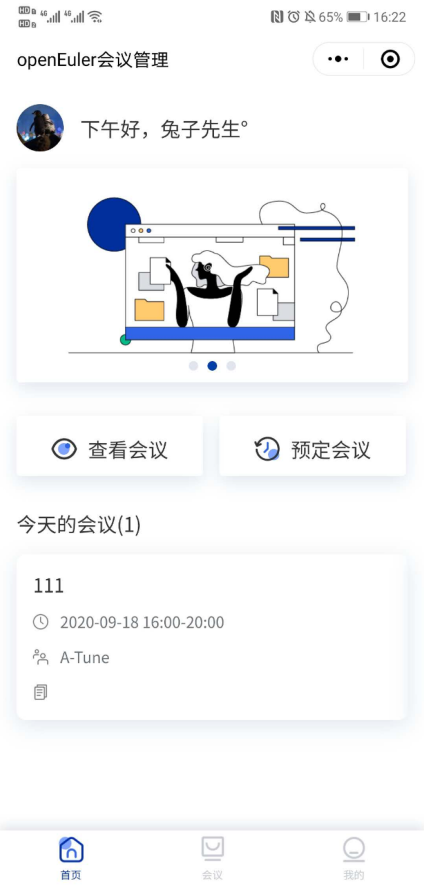 HD 4G 4G 65% 16:22
openEuler会议管理
下午好，兔子先生°
查看会议 预定会议
今天的会议(1)
111
2020-09-18 16:00-20:00
A-Tune
首页 会议 我的